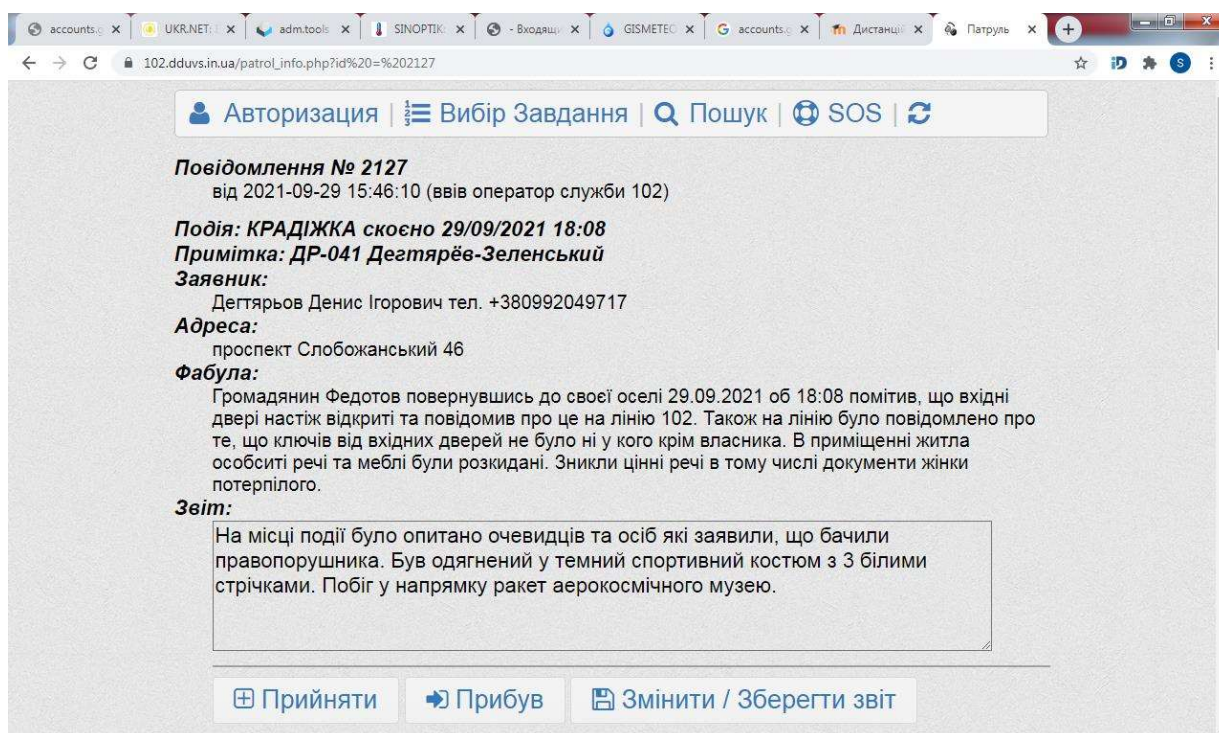 accounts.g
UKR.NET:
adm.tools
SINOPTIK:
- Входящи
GISMETEO
accounts.g
Дистанці
Патруль
102.dduvs.in.ua/patrol_info.php?id%20=%202127
Авторизация | Вибір Завдання | Пошук | SOS |
Повідомлення № 2127
від 2021-09-29 15:46:10 (ввів оператор служби 102)
Подія: КРАДІЖКА скоєно 29/09/2021 18:08
Примітка: ДР-041 Дегтярёв-Зеленський
Заявник:
Дегтярьов Денис Ігорович тел. +380992049717
Адреса:
проспект Слобожанський 46
Фабула:
Громадянин Федотов повернувшись до своєї оселі 29.09.2021 об 18:08 помітив, що вхідні
двері настіж відкриті та повідомив про це на лінію 102. Також на лінію було повідомлено про
те, що ключів від вхідних дверей не було ні у кого крім власника. В приміщенні житла
особситі речі та меблі були розкидані. Зникли цінні речі в тому числі документи жінки
потерпілого.
Звіт:
На місці події було опитано очевидців та осіб які заявили, що бачили
правопорушника. Був одягнений у темний спортивний костюм з 3 білими
стрічками. Побіг у напрямку ракет аерокосмічного музею.
Прийняти
Прибув
Змінити / Зберегти звіт